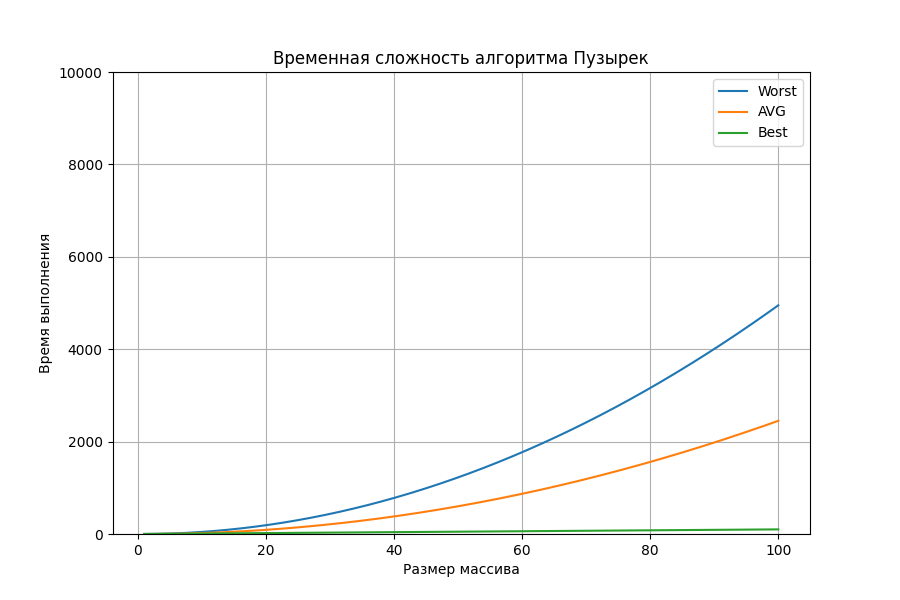 Временная сложность алгоритма Пузырек
10000
8000
6000
4000
2000
0
Время выполнения
Worst
AVG
Best
0 20 40 60 80 100
Размер массива